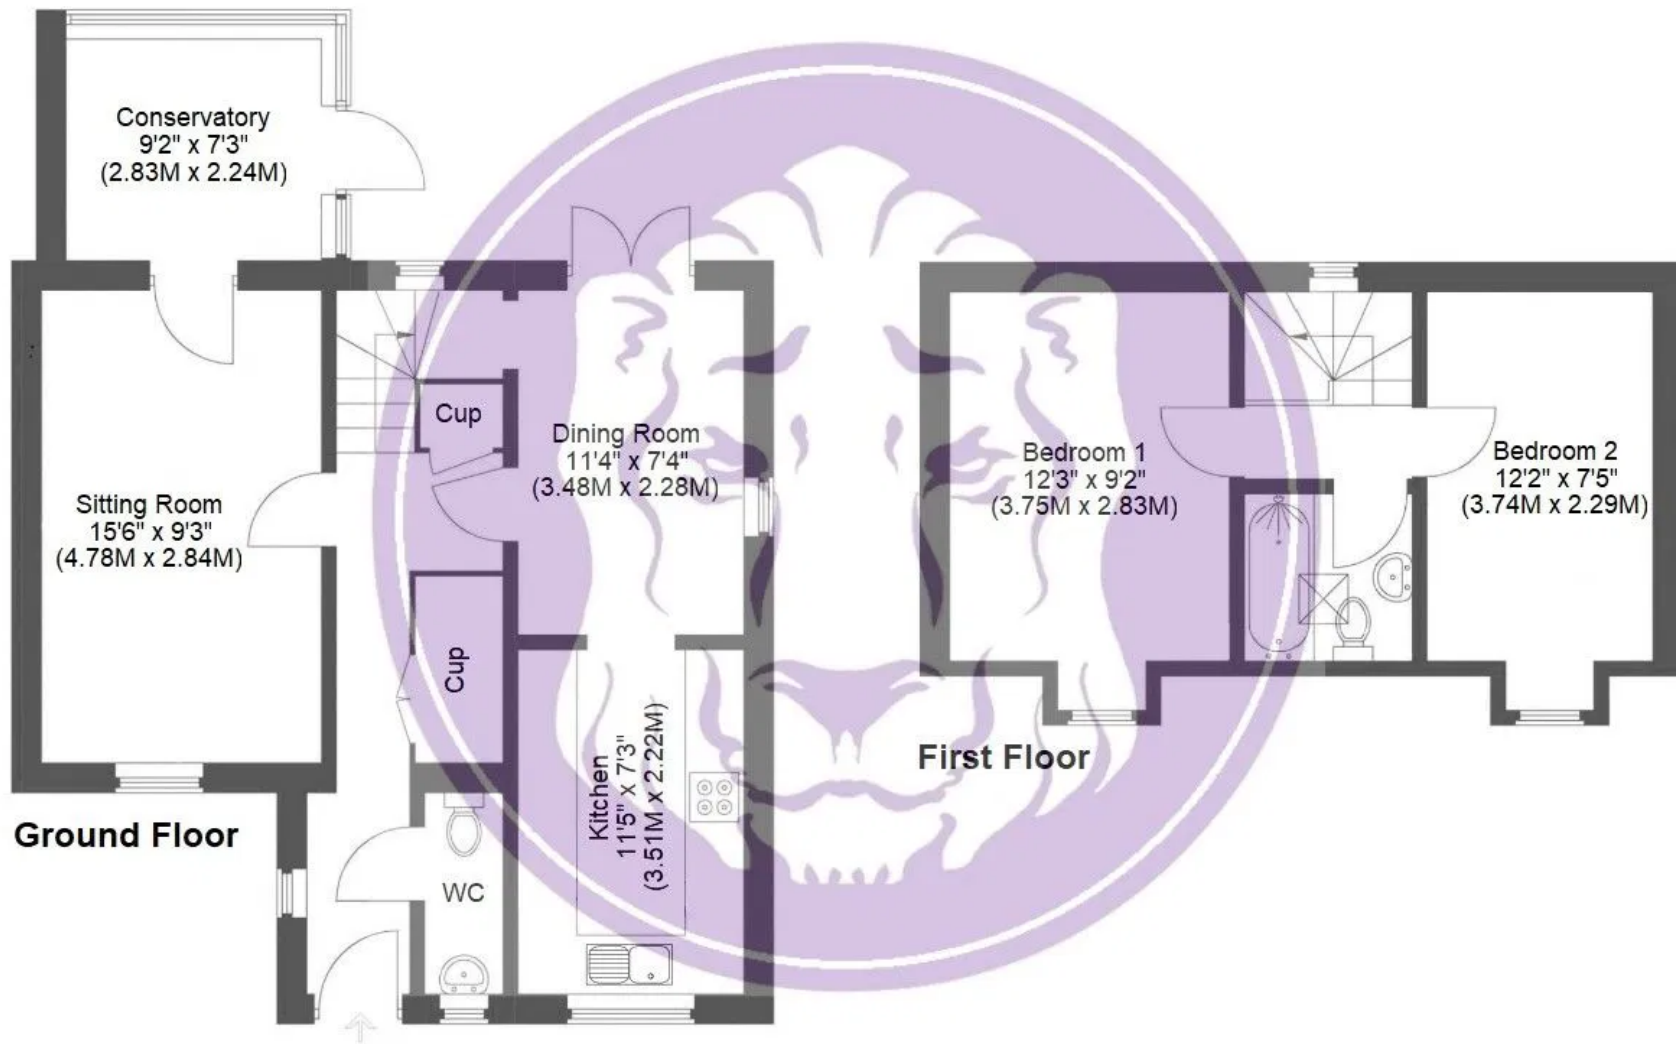 Conservatory
9'2" x 7'3"
(2.83M x 2.24M)
Cup
Dining Room
11'4" x 7'4"
(3.48M x 2.28M)
Sitting Room
15'6" x 9'3"
(4.78M x 2.84M)
Cup
Kitchen
11'5" x 7'3"
(3.51M x 2.22M)
WC
Ground Floor
Bedroom 1
12'3" x 9'2"
(3.75M x 2.83M)
Bedroom 2
12'2" x 7'5"
(3.74M x 2.29M)
First Floor